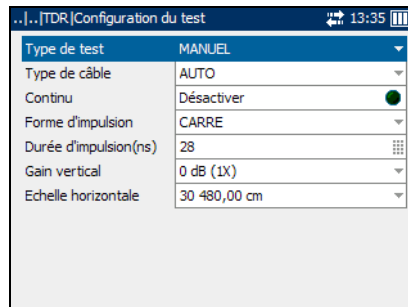 ..|..|TDR|Configuration du test 13:35
Type de test MANUEL
Type de câble AUTO
Continu Désactiver
Forme d'impulsion CARRE
Durée d'impulsion(ns) 28
Gain vertical 0 dB (1X)
Echelle horizontale 30 480,00 cm